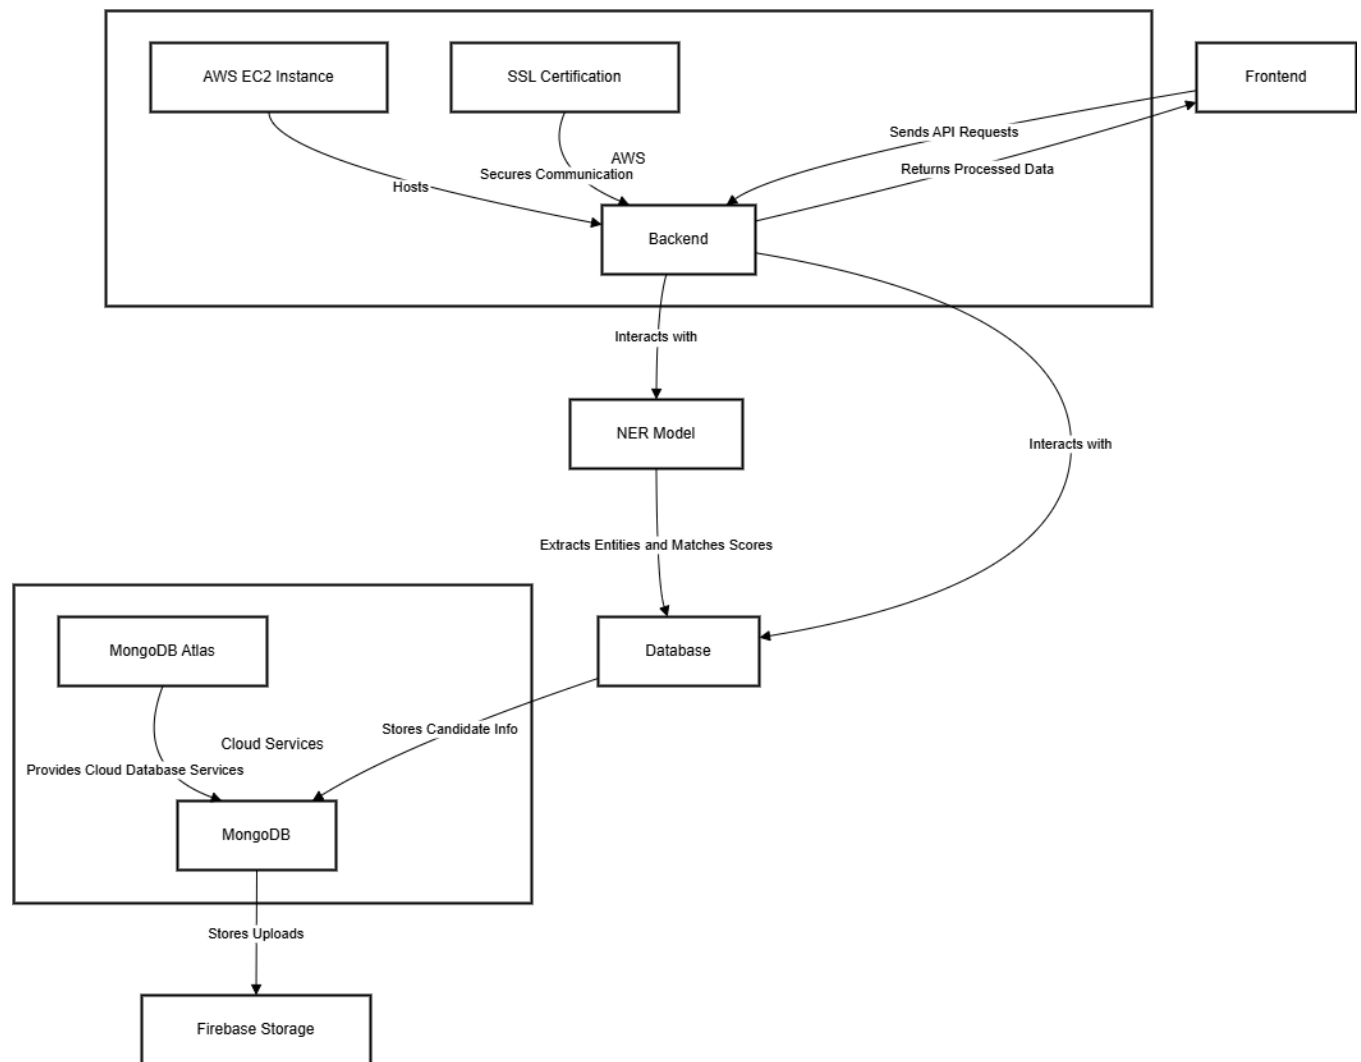 AWS EC2 Instance
SSL Certification
Frontend
Sends API Requests
AWS
Returns Processed Data
Secures Communication
Hosts
Backend
Interacts with
NER Model
Interacts with
Extracts Entities and Matches Scores
MongoDB Atlas
Database
Stores Candidate Info
Cloud Services
Provides Cloud Database Services
MongoDB
Stores Uploads
Firebase Storage